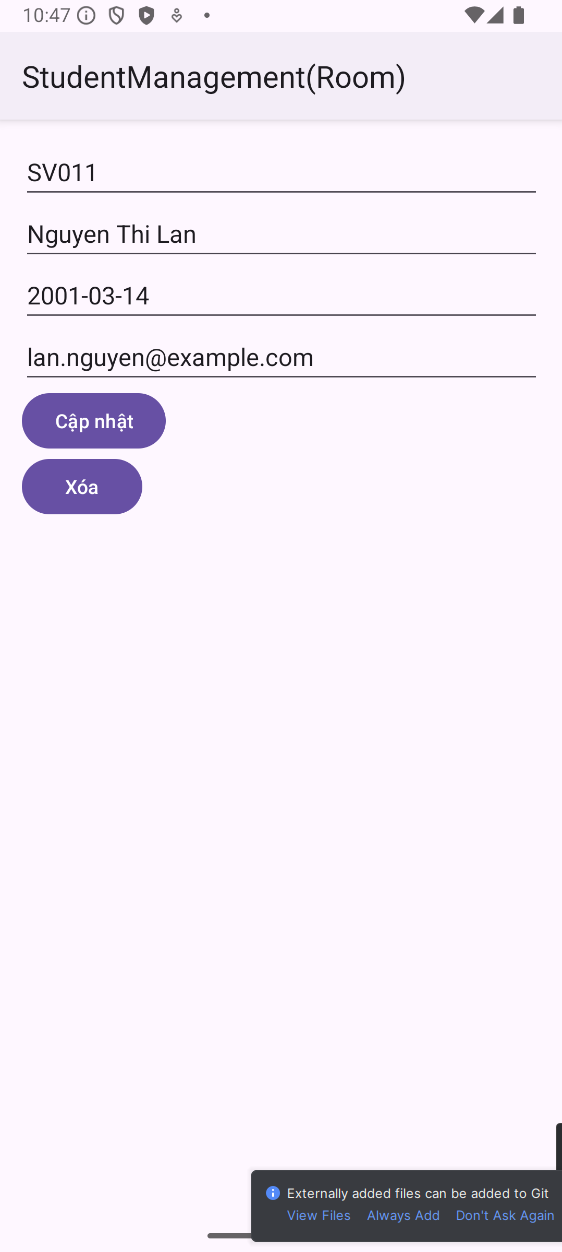 10:47
StudentManagement(Room)
SV011
Nguyen Thi Lan
2001-03-14
lan.nguyen@example.com
Cập nhật
Xóa
Externally added files can be added to Git
View Files Always Add Don't Ask Again